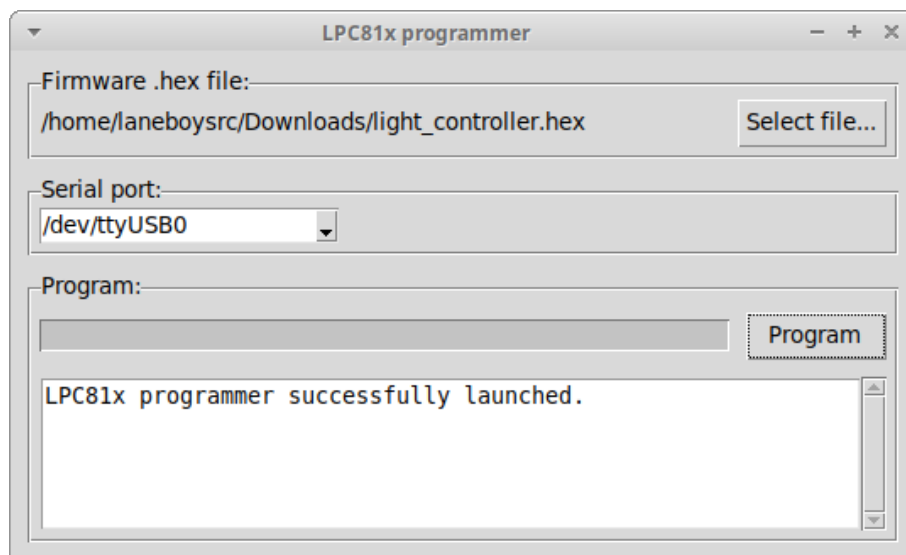 LPC81x programmer
Firmware .hex file:
/home/laneboysrc/Downloads/light_controller.hex
Select file...
Serial port:
/dev/ttyUSB0
Program:
Program
LPC81x programmer successfully launched.